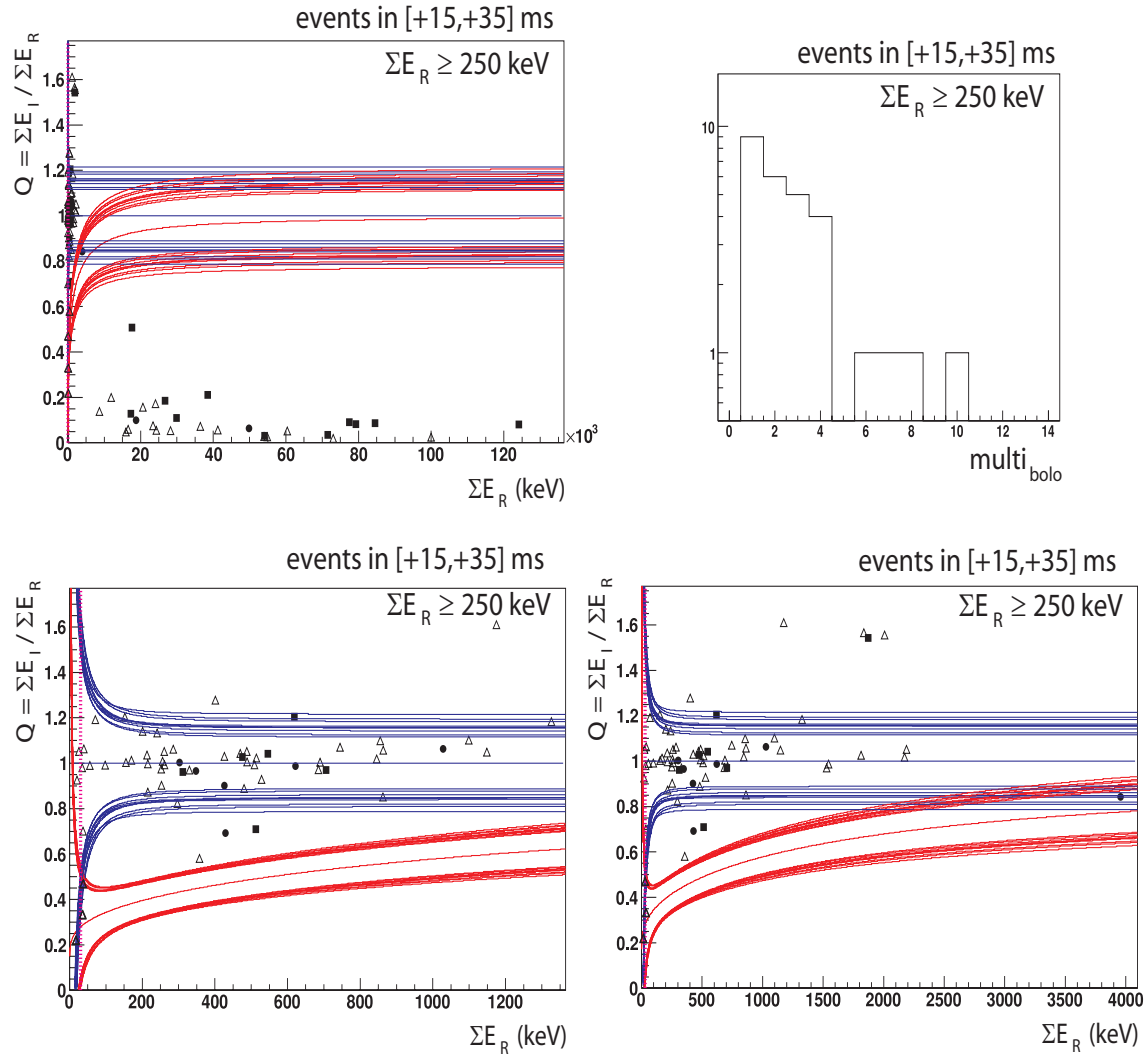 events in [+15,+35] ms
ΣE_R ≥ 250 keV
Q = ΣE_I / ΣE_R
1.6
1.4
1.2
1
0.8
0.6
0.4
0.2
0
0 20 40 60 80 100 120
×10³
ΣE_R (keV)
events in [+15,+35] ms
ΣE_R ≥ 250 keV
10
1
0 2 4 6 8 10 12 14
multi_bolo
events in [+15,+35] ms
ΣE_R ≥ 250 keV
Q = ΣE_I / ΣE_R
1.6
1.4
1.2
1
0.8
0.6
0.4
0.2
0
0 200 400 600 800 1000 1200
ΣE_R (keV)
events in [+15,+35] ms
ΣE_R ≥ 250 keV
Q = ΣE_I / ΣE_R
1.6
1.4
1.2
1
0.8
0.6
0.4
0.2
0
0 500 1000 1500 2000 2500 3000 3500 4000
ΣE_R (keV)